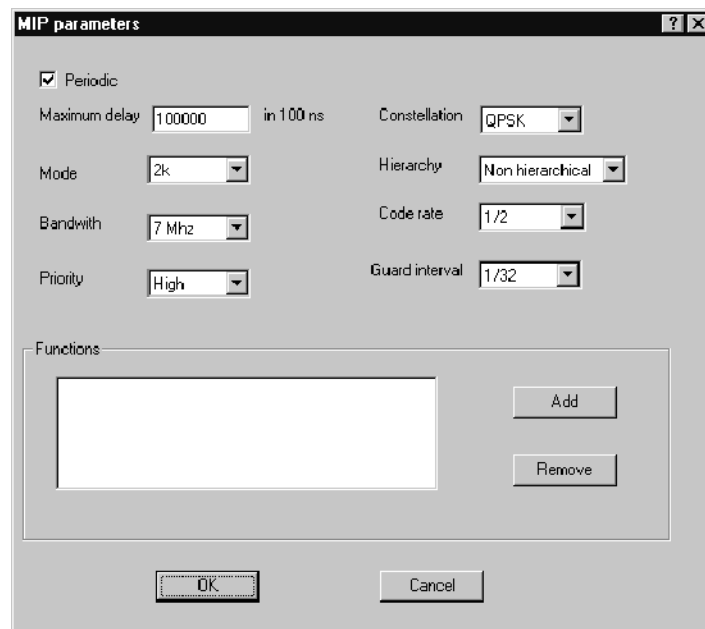 MIP parameters
Periodic
Maximum delay 100000 in 100 ns
Constellation QPSK
Mode 2k
Hierarchy Non hierarchical
Bandwith 7 Mhz
Code rate 1/2
Priority High
Guard interval 1/32
Functions
Add
Remove
OK
Cancel